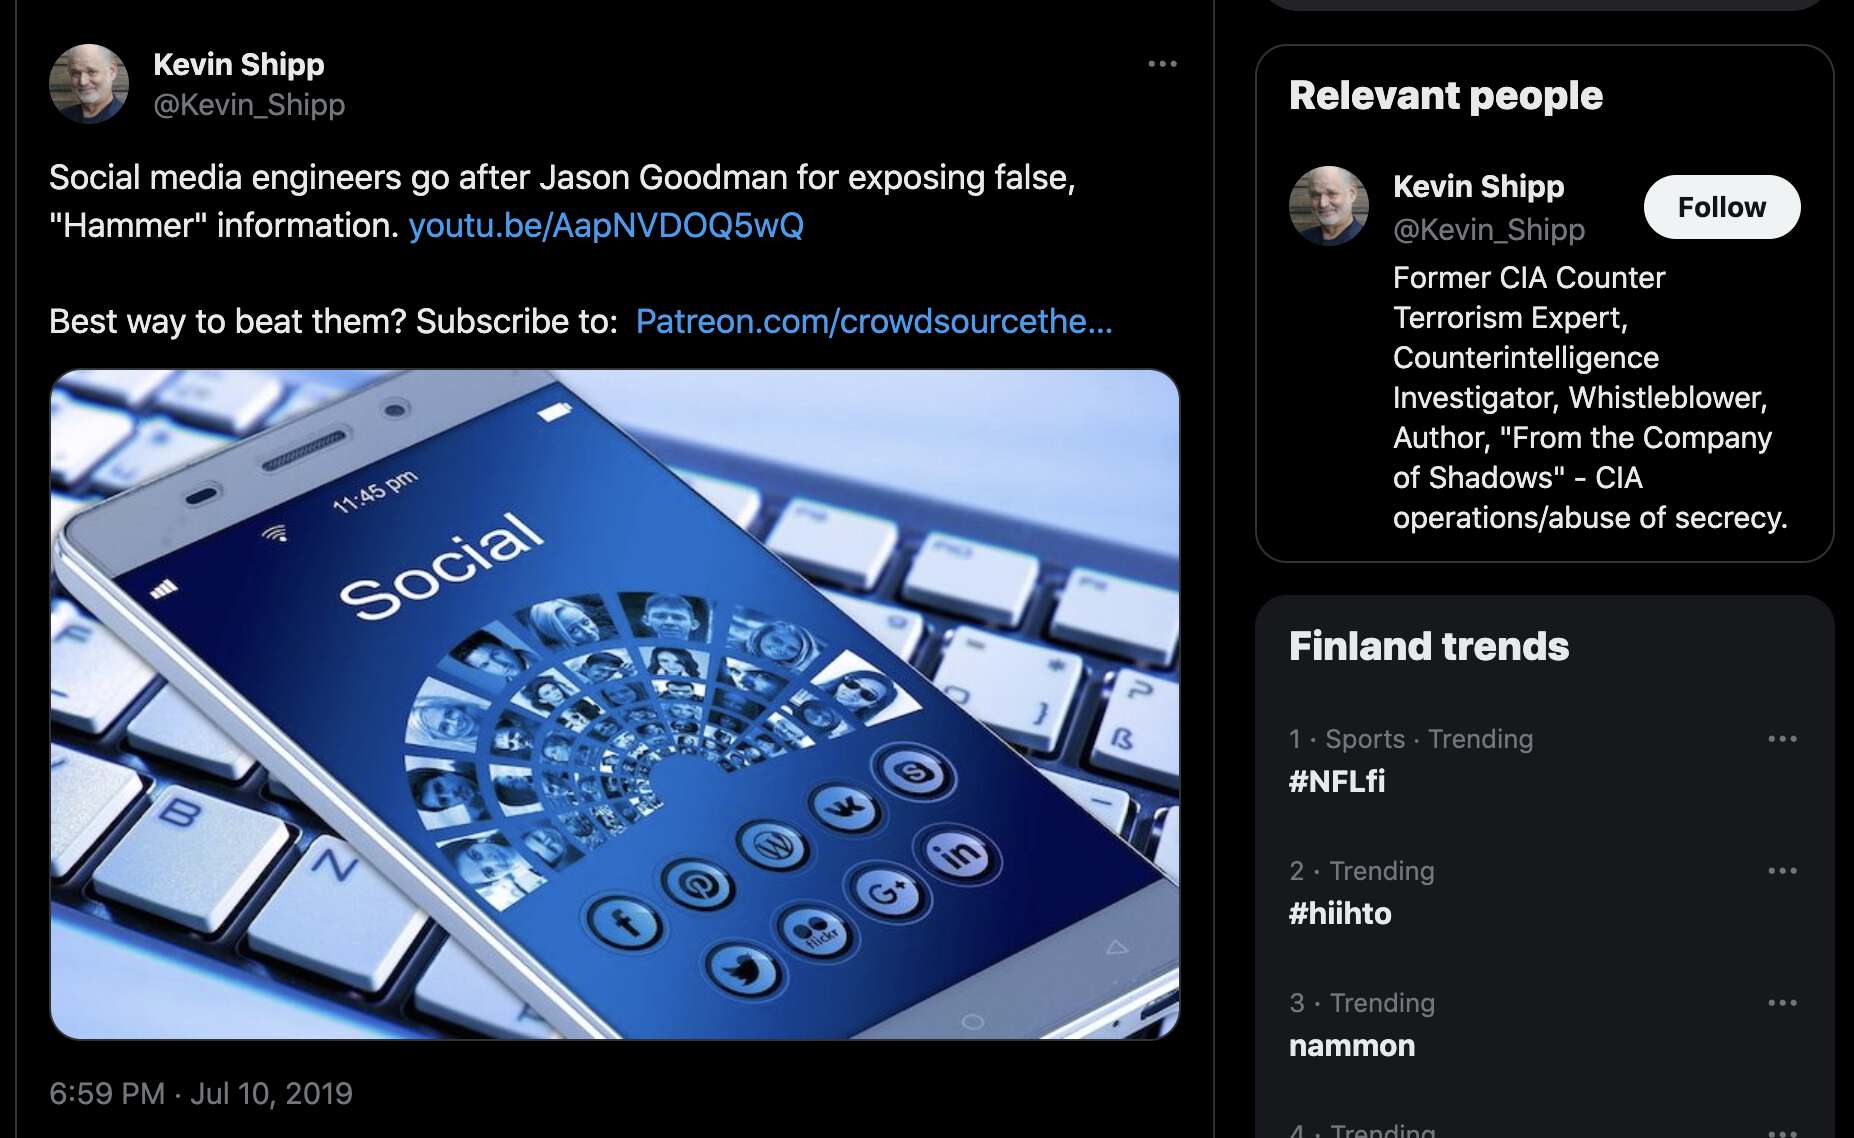 Kevin Shipp
@Kevin_Shipp
Social media engineers go after Jason Goodman for exposing false,
"Hammer" information. youtu.be/AapNVDOQ5wQ
Best way to beat them? Subscribe to: Patreon.com/crowdsourcethe...
11:45 pm
Social
F
B
N
flickr
G+
in
6:59 PM · Jul 10, 2019
Relevant people
Kevin Shipp
@Kevin_Shipp
Follow
Former CIA Counter
Terrorism Expert,
Counterintelligence
Investigator, Whistleblower,
Author, "From the Company
of Shadows" - CIA
operations/abuse of secrecy.
Finland trends
1 · Sports · Trending
#NFLfi
2 · Trending
#hiihto
3 · Trending
nammon
4 · Trending